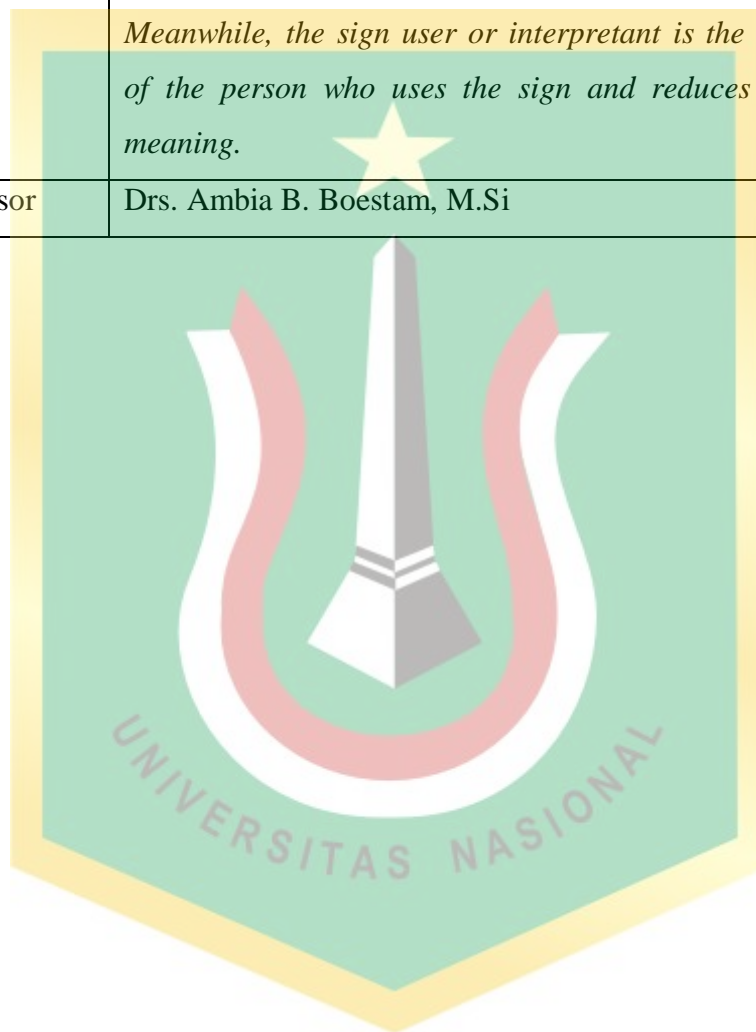 Meanwhile, the sign user or interpretant is the
of the person who uses the sign and reduces
meaning.
sor Drs. Ambia B. Boestam, M.Si
UNIVERSITAS NASIONAL